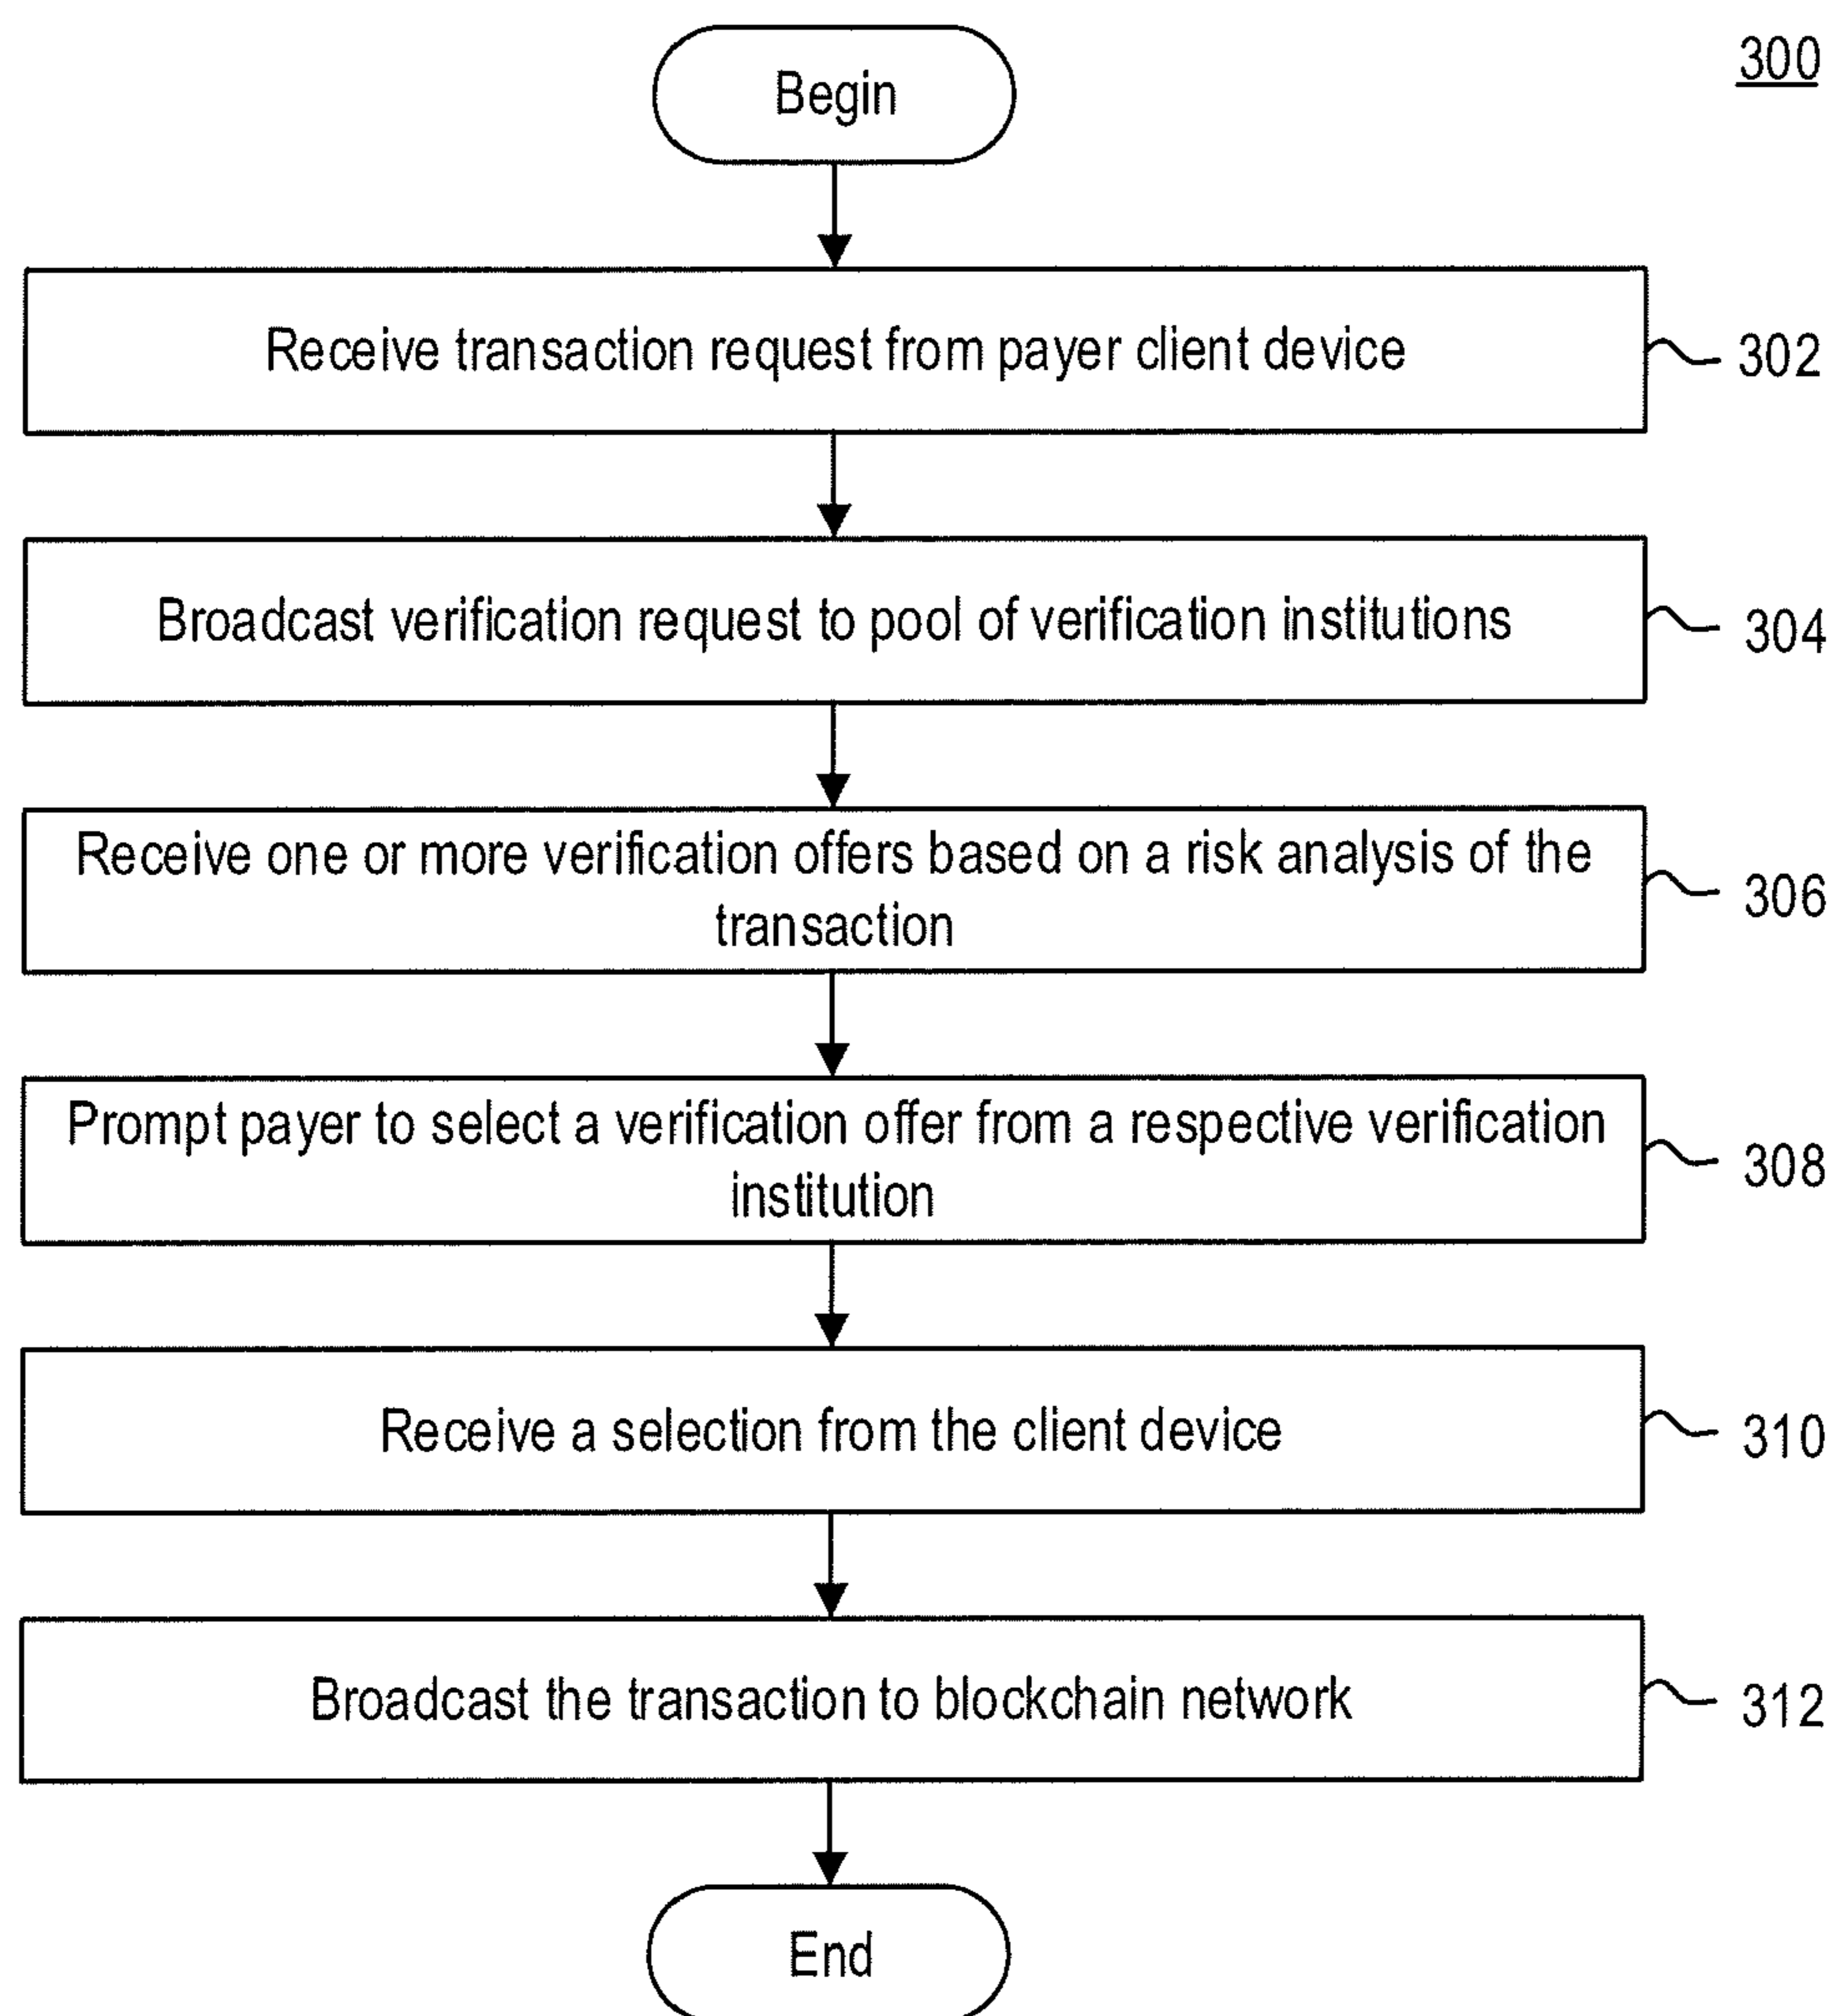 300
Begin
Receive transaction request from payer client device
302
Broadcast verification request to pool of verification institutions
304
Receive one or more verification offers based on a risk analysis of the
transaction
306
Prompt payer to select a verification offer from a respective verification
institution
308
Receive a selection from the client device
310
Broadcast the transaction to blockchain network
312
End